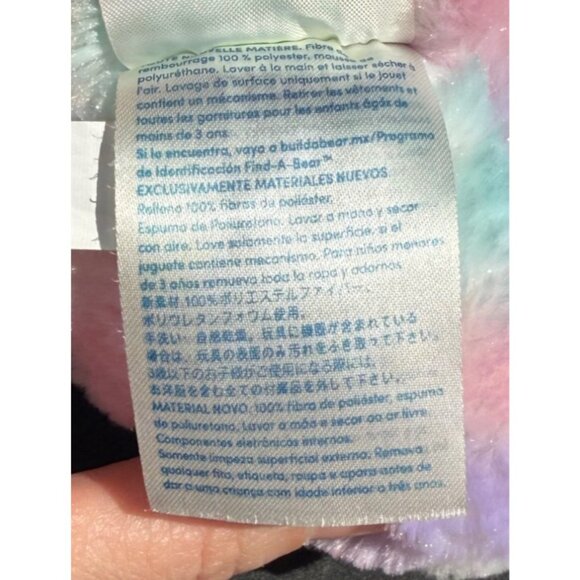 TOUTE NOUVELLE MATIÈRE. Fibre de
rembourrage 100 % polyester, mousse de
polyuréthane. Laver à la main et laisser sécher à
l'air. Lavage de surface uniquement si le jouet
contient un mécanisme. Retirer les vêtements et
toutes les garnitures pour les enfants âgés de
moins de 3 ans.
Si la encuentra, vaya a buildabear.mx/Programa
de Identificación Find-A-Bear™
EXCLUSIVAMENTE MATERIALES NUEVOS.
Relleno 100% fibras de poliéster.
Espuma de Poliuretano. Lavar a mano y secar
con aire. Lave solamente la superficie, si el
juguete contiene mecanismo. Para niños menores
de 3 años remueva toda la ropa y adornos
新素材 100%ポリエステルファイバー、
ポリウレタンフォウム使用。
手洗い、自然乾燥。玩具に機器が含まれている
場合は、玩具の表面のみ汚れをふき取って下さい。
3歳以下のお子様がご使用になる際には、
お洋服を含む全ての付属品を外して下さい。
MATERIAL NOVO: 100% fibra de poliéster, espuma
de poliuretano. Lavar a mão e secar ao ar livre
Componentes eletrônicos internos.
Somente limpeza superficial externa. Remova
qualquer fita, etiqueta, roupa e aparato antes de
dar a uma criança com idade inferior a três anos.